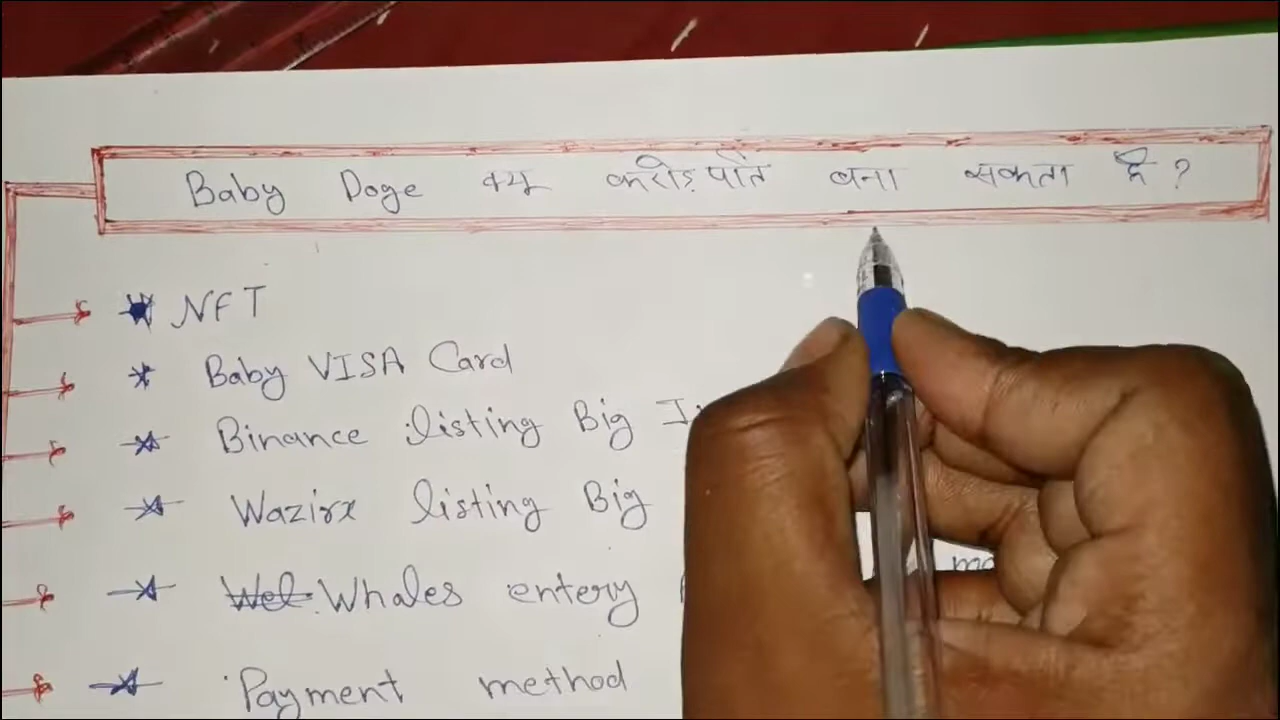 Baby Doge क्यू करोड़पति बना सकता है ?
NFT
Baby VISA Card
Binance listing Big
Wazirx listing Big
Wel Whales entery
Payment method